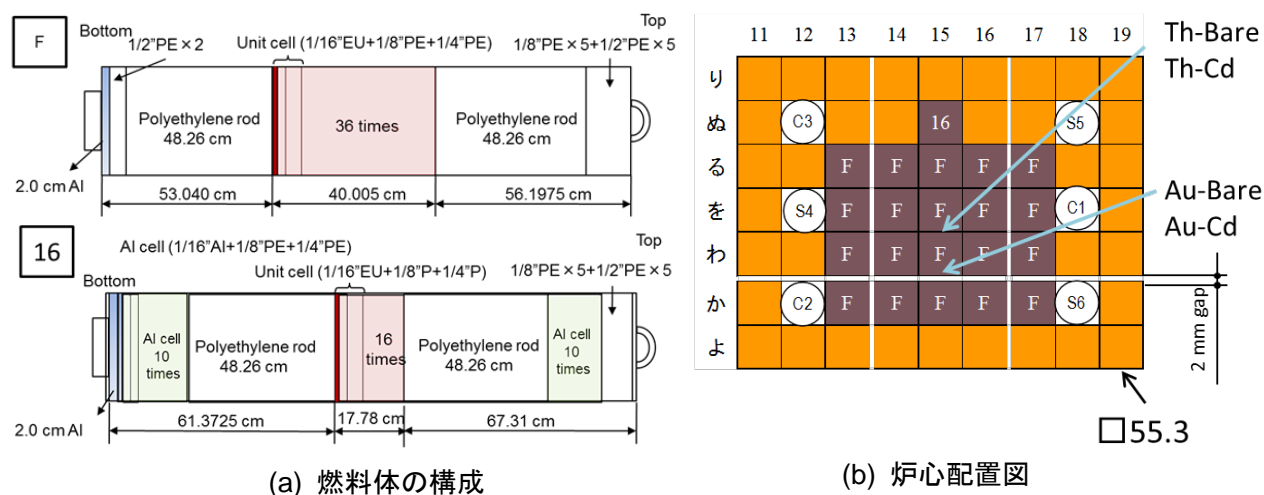 F
Bottom
1/2"PE×2
Unit cell (1/16"EU+1/8"PE+1/4"PE)
Top
1/8"PE×5+1/2"PE×5
Polyethylene rod
48.26 cm
36 times
Polyethylene rod
48.26 cm
2.0 cm Al
53.040 cm
40.005 cm
56.1975 cm
16
Al cell (1/16"Al+1/8"PE+1/4"PE)
Bottom
Unit cell (1/16"EU+1/8"P+1/4"P)
Top
1/8"PE×5+1/2"PE×5
Al cell
10
times
Polyethylene rod
48.26 cm
16
times
Polyethylene rod
48.26 cm
Al cell
10
times
2.0 cm Al
61.3725 cm
17.78 cm
67.31 cm
(a) 燃料体の構成
11 12 13 14 15 16 17 18 19
り
ぬ C3 16 S5
る F F F F F
を S4 F F F F F C1
わ F F F F F
か C2 F F F F F S6
よ
Th-Bare
Th-Cd
Au-Bare
Au-Cd
2 mm gap
□55.3
(b) 炉心配置図